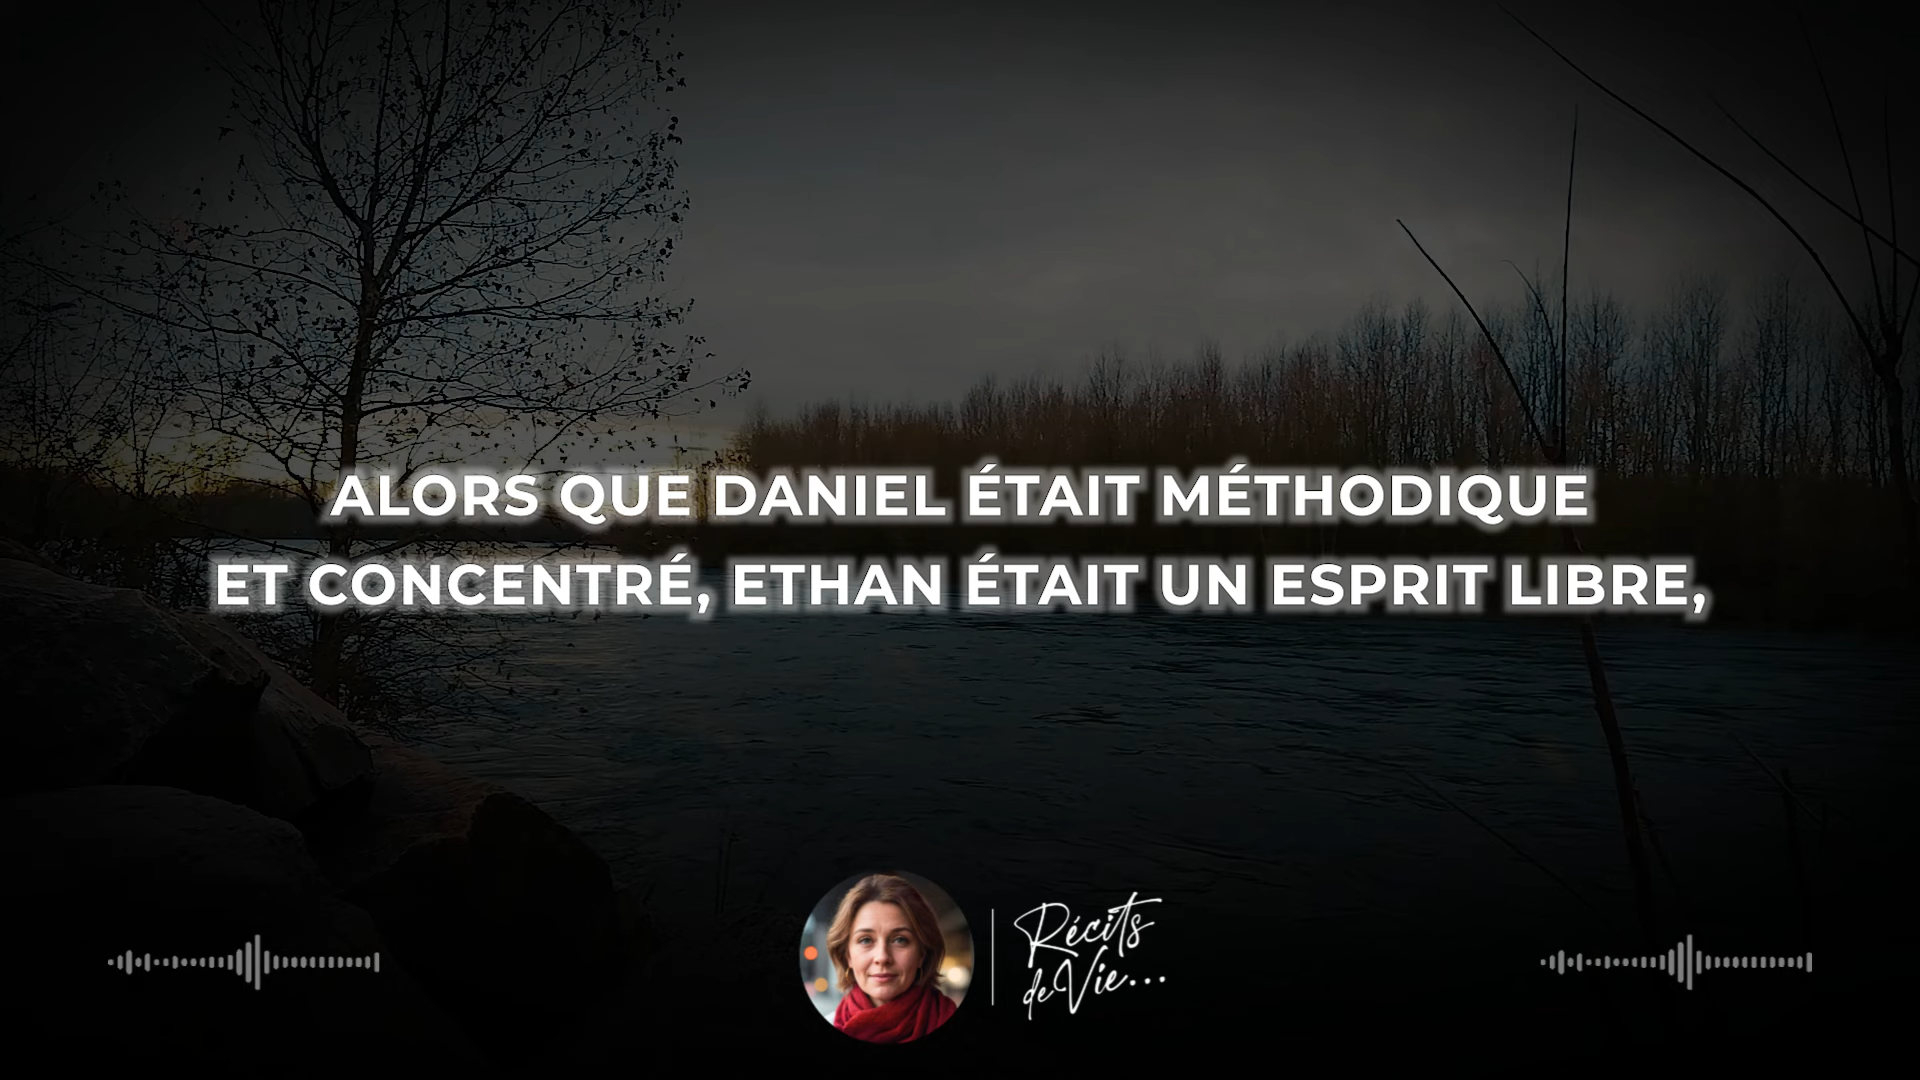 ALORS QUE DANIEL ÉTAIT MÉTHODIQUE
ET CONCENTRÉ, ETHAN ÉTAIT UN ESPRIT LIBRE,
Récits
de Vie...